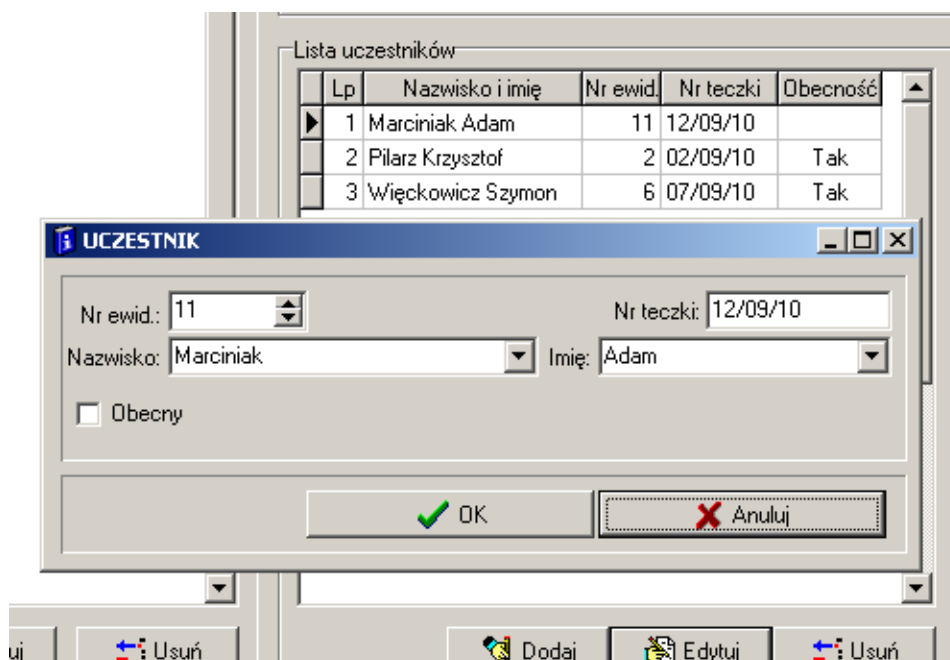 Lista uczestników
Lp Nazwisko i imię Nr ewid. Nr teczki Obecność
1 Marciniak Adam 11 12/09/10
2 Pilarz Krzysztof 2 02/09/10 Tak
3 Więckowicz Szymon 6 07/09/10 Tak
UCZESTNIK
Nr ewid.: 11 Nr teczki: 12/09/10
Nazwisko: Marciniak Imię: Adam
Obecny
OK Anuluj
uj Usuń Dodaj Edytuj Usuń